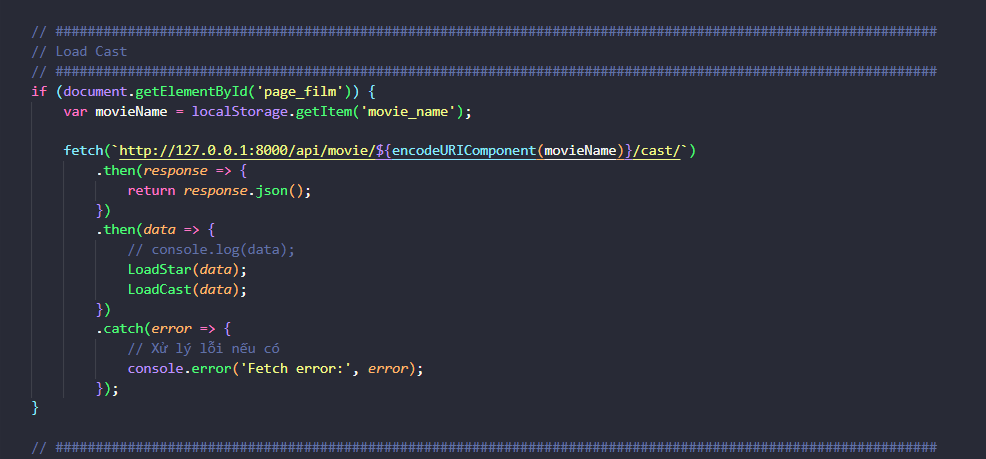 // ##############################################################################################################
// Load Cast
// ##############################################################################################################
if (document.getElementById('page_film')) {
    var movieName = localStorage.getItem('movie_name');
    fetch(`http://127.0.0.1:8000/api/movie/${encodeURIComponent(movieName)}/cast/`)
        .then(response => {
            return response.json();
        })
        .then(data => {
            // console.log(data);
            LoadStar(data);
            LoadCast(data);
        })
        .catch(error => {
            // Xử lý lỗi nếu có
            console.error('Fetch error:', error);
        });
}
// ##############################################################################################################